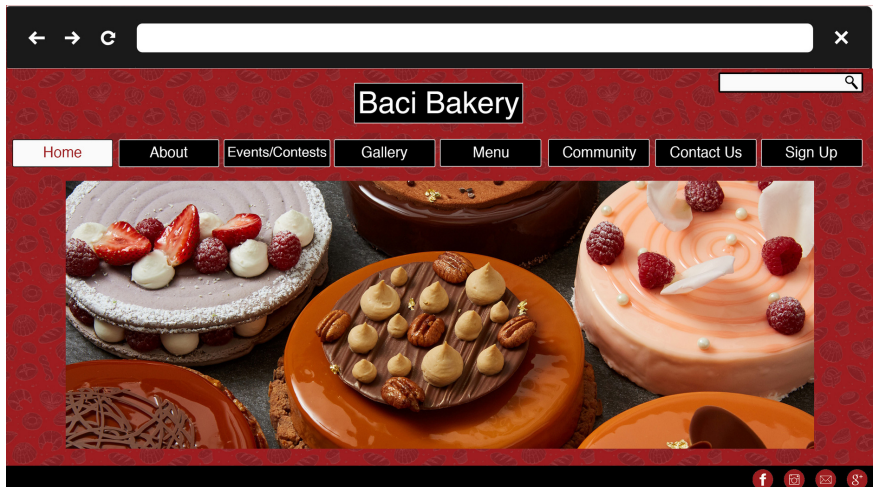 Baci Bakery
Home
About
Events/Contests
Gallery
Menu
Community
Contact Us
Sign Up